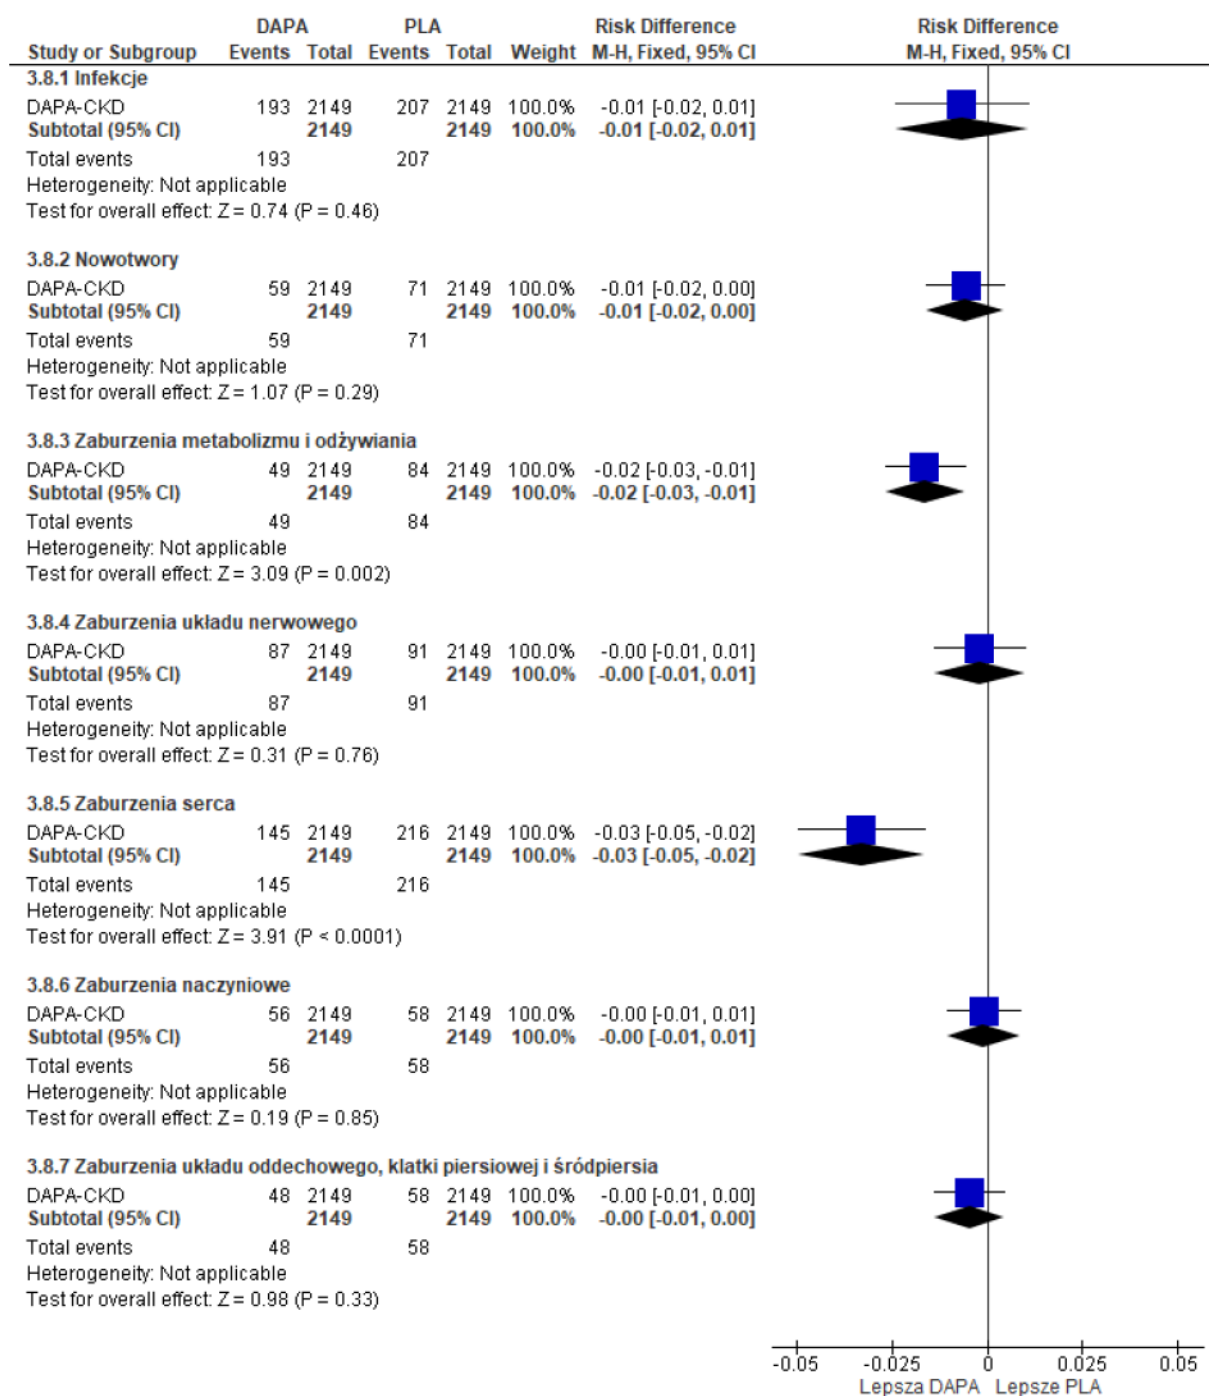 DAPA PLA Risk Difference Risk Difference
Study or Subgroup Events Total Events Total Weight M-H, Fixed, 95% CI M-H, Fixed, 95% CI
3.8.1 Infekcje
DAPA-CKD 193 2149 207 2149 100.0% -0.01 [-0.02, 0.01]
Subtotal (95% CI) 2149 2149 100.0% -0.01 [-0.02, 0.01]
Total events 193 207
Heterogeneity: Not applicable
Test for overall effect: Z = 0.74 (P = 0.46)
3.8.2 Nowotwory
DAPA-CKD 59 2149 71 2149 100.0% -0.01 [-0.02, 0.00]
Subtotal (95% CI) 2149 2149 100.0% -0.01 [-0.02, 0.00]
Total events 59 71
Heterogeneity: Not applicable
Test for overall effect: Z = 1.07 (P = 0.29)
3.8.3 Zaburzenia metabolizmu i odżywiania
DAPA-CKD 49 2149 84 2149 100.0% -0.02 [-0.03, -0.01]
Subtotal (95% CI) 2149 2149 100.0% -0.02 [-0.03, -0.01]
Total events 49 84
Heterogeneity: Not applicable
Test for overall effect: Z = 3.09 (P = 0.002)
3.8.4 Zaburzenia układu nerwowego
DAPA-CKD 87 2149 91 2149 100.0% -0.00 [-0.01, 0.01]
Subtotal (95% CI) 2149 2149 100.0% -0.00 [-0.01, 0.01]
Total events 87 91
Heterogeneity: Not applicable
Test for overall effect: Z = 0.31 (P = 0.76)
3.8.5 Zaburzenia serca
DAPA-CKD 145 2149 216 2149 100.0% -0.03 [-0.05, -0.02]
Subtotal (95% CI) 2149 2149 100.0% -0.03 [-0.05, -0.02]
Total events 145 216
Heterogeneity: Not applicable
Test for overall effect: Z = 3.91 (P < 0.0001)
3.8.6 Zaburzenia naczyniowe
DAPA-CKD 56 2149 58 2149 100.0% -0.00 [-0.01, 0.01]
Subtotal (95% CI) 2149 2149 100.0% -0.00 [-0.01, 0.01]
Total events 56 58
Heterogeneity: Not applicable
Test for overall effect: Z = 0.19 (P = 0.85)
3.8.7 Zaburzenia układu oddechowego, klatki piersiowej i śródpiersia
DAPA-CKD 48 2149 58 2149 100.0% -0.00 [-0.01, 0.00]
Subtotal (95% CI) 2149 2149 100.0% -0.00 [-0.01, 0.00]
Total events 48 58
Heterogeneity: Not applicable
Test for overall effect: Z = 0.98 (P = 0.33)
-0.05 -0.025 0 0.025 0.05
Lepsza DAPA Lepsze PLA